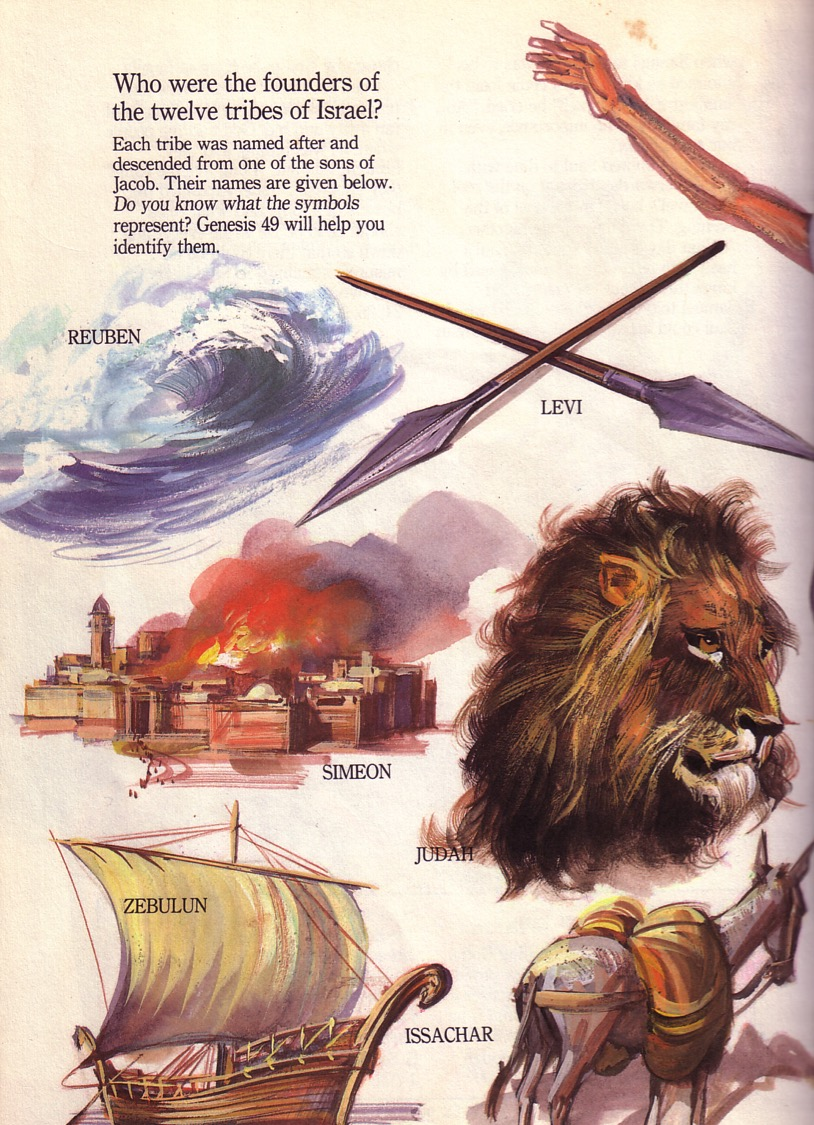 Who were the founders of
the twelve tribes of Israel?
Each tribe was named after and
descended from one of the sons of
Jacob. Their names are given below.
Do you know what the symbols
represent? Genesis 49 will help you
identify them.
REUBEN
LEVI
SIMEON
JUDAH
ZEBULUN
ISSACHAR